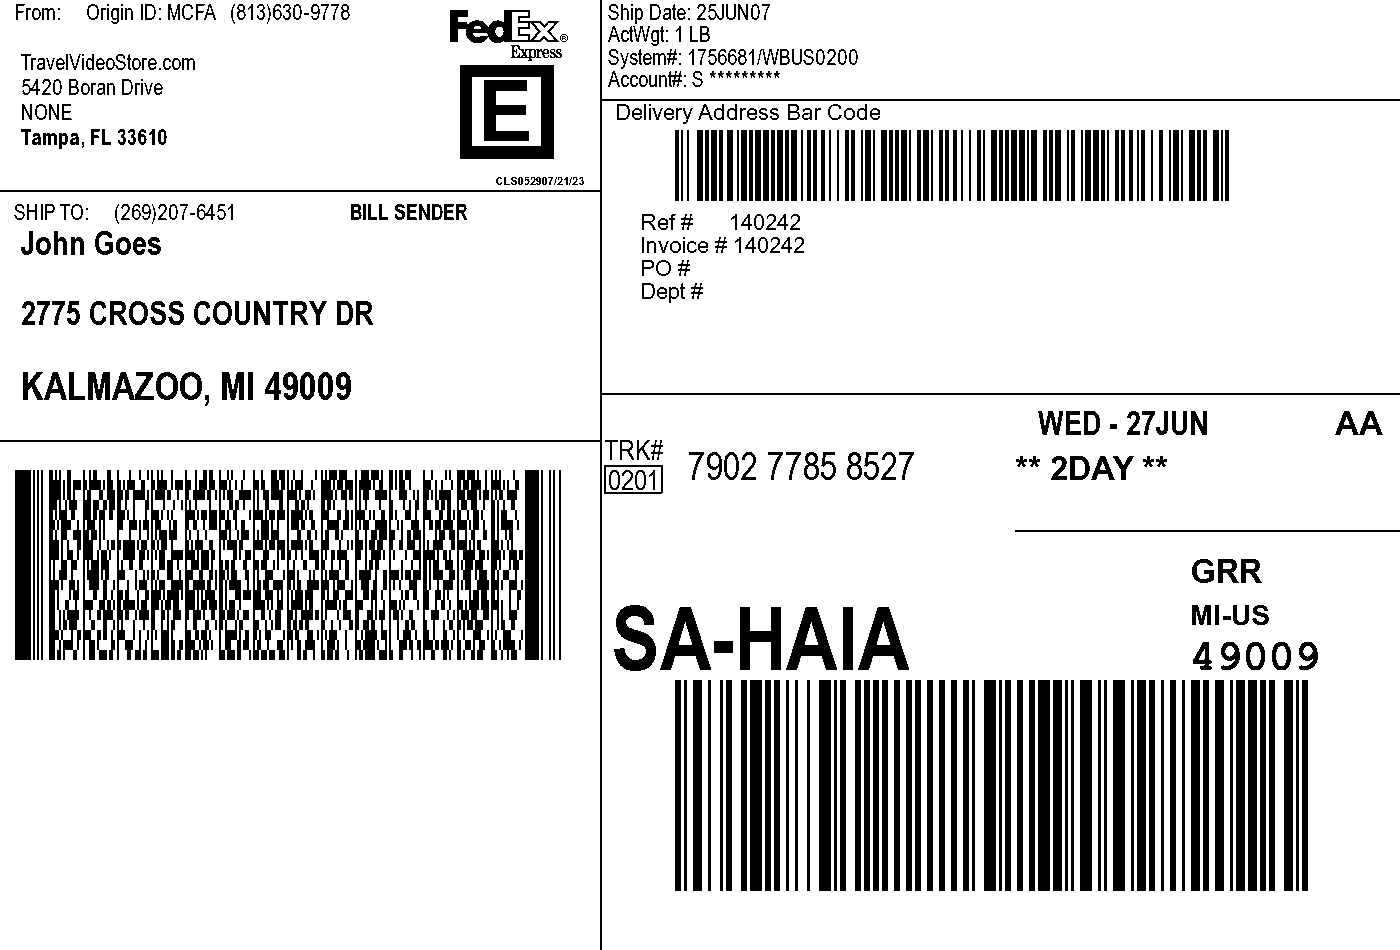 From: Origin ID: MCFA (813)630-9778
TravelVideoStore.com
5420 Boran Drive
NONE
Tampa, FL 33610
FedEx®
Express
E
CLS052907/21/23
Ship Date: 25JUN07
ActWgt: 1 LB
System#: 1756681/WBUS0200
Account#: S *********
Delivery Address Bar Code
Ref # 140242
Invoice # 140242
PO #
Dept #
SHIP TO: (269)207-6451 BILL SENDER
John Goes
2775 CROSS COUNTRY DR
KALMAZOO, MI 49009
WED - 27JUN AA
TRK#
0201
7902 7785 8527
** 2DAY **
GRR
MI-US
49009
SA-HAIA